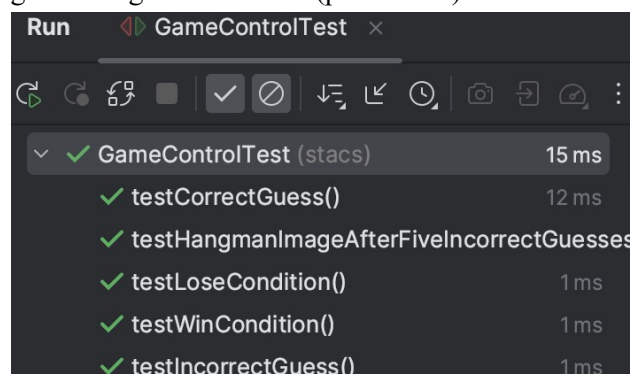 Run GameControlTest ×
GameControlTest (stacs) 15 ms
testCorrectGuess() 12 ms
testHangmanImageAfterFiveIncorrectGuesses
testLoseCondition() 1 ms
testWinCondition() 1 ms
testIncorrectGuess() 1 ms